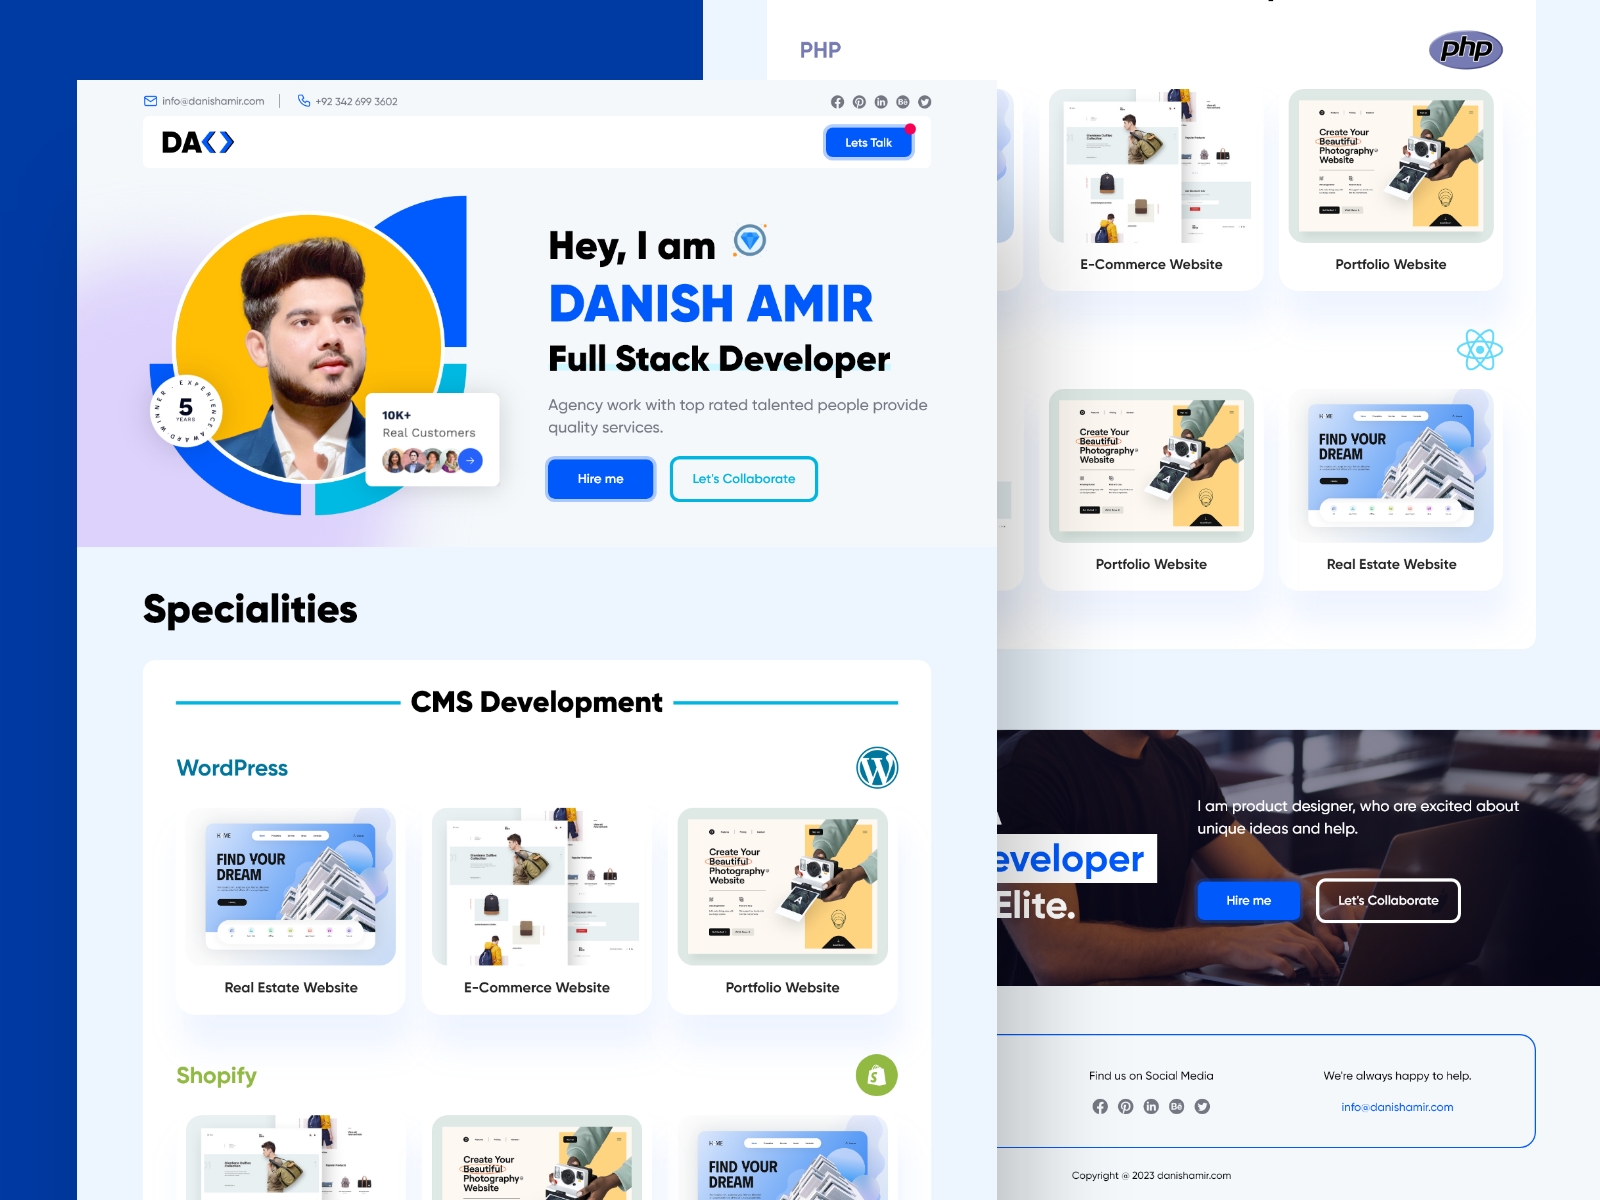 info@danishamir.com
+92 342 699 3602
DA
Lets Talk
Hey, I am
DANISH AMIR
Full Stack Developer
Agency work with top rated talented people provide
quality services.
Hire me
Let's Collaborate
5
YEARS
EXPERIENCE AWARD WINNER
10K+
Real Customers
Specialities
CMS Development
WordPress
FIND YOUR
DREAM
Create Your
Beautiful
Photography
Website
Real Estate Website
E-Commerce Website
Portfolio Website
Shopify
Create Your
Beautiful
Photography
Website
FIND YOUR
DREAM
PHP
php
Create Your
Beautiful
Photography
Website
E-Commerce Website
Portfolio Website
Create Your
Beautiful
Photography
Website
FIND YOUR
DREAM
Portfolio Website
Real Estate Website
eveloper
Elite.
I am product designer, who are excited about
unique ideas and help.
Hire me
Let's Collaborate
Find us on Social Media
We're always happy to help.
info@danishamir.com
Copyright @ 2023 danishamir.com